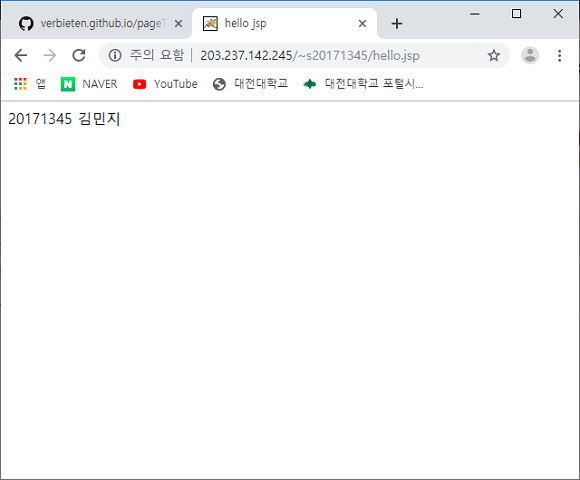 verbieten.github.io/pageT
hello jsp
주의 요함 203.237.142.245/~s20171345/hello.jsp
앱 NAVER YouTube 대전대학교 대전대학교 포털시...
20171345 김민지